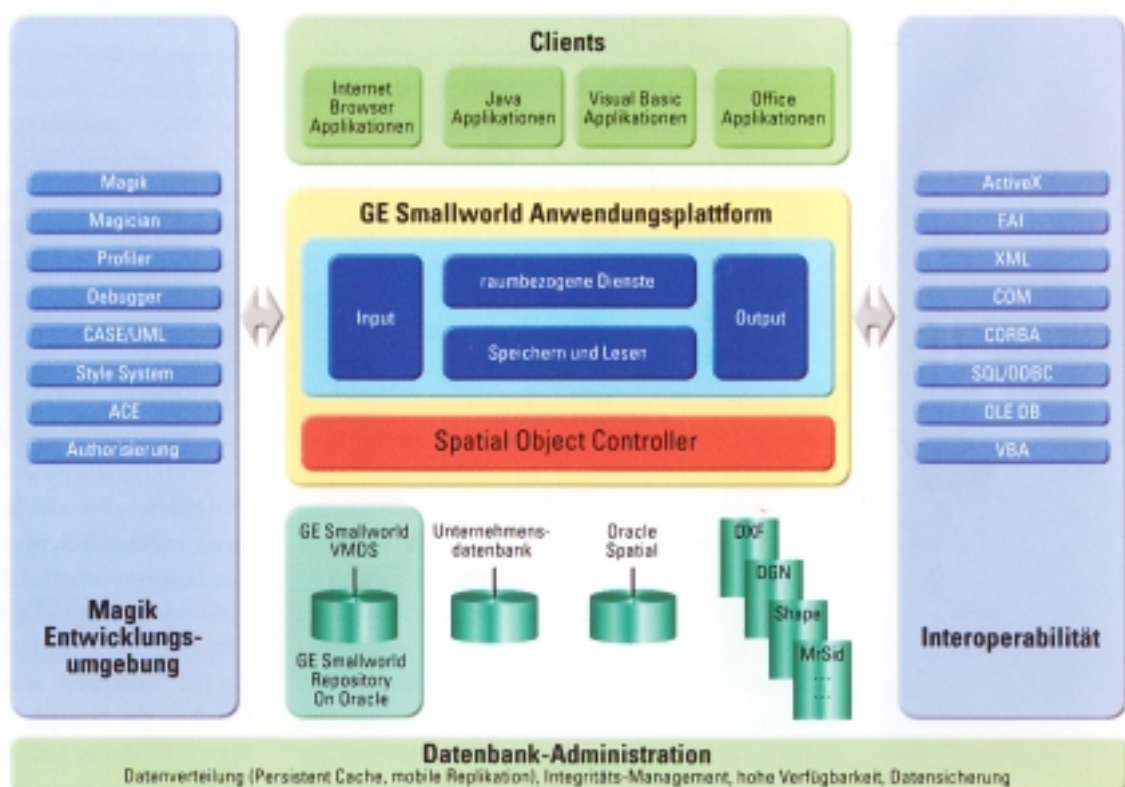 Clients
Internet
Browser
Applikationen
Java
Applikationen
Visual Basic
Applikationen
Office
Applikationen
Magik
Magician
Profiler
Debugger
CASE/UML
Style System
ACE
Authorisierung
Magik
Entwicklungs-
umgebung
GE Smallworld Anwendungsplattform
Input
raumbezogene Dienste
Speichern und Lesen
Output
Spatial Object Controller
GE Smallworld
VMDS
GE Smallworld
Repository
On Oracle
Unternehmens-
datenbank
Oracle
Spatial
DXF
DGN
Shape
MrSid
ActiveX
EAI
XML
COM
CORBA
SQL/ODBC
OLE DB
VBA
Interoperabilität
Datenbank-Administration
Datenverteilung (Persistent Cache, mobile Replikation), Integritäts-Management, hohe Verfügbarkeit, Datensicherung